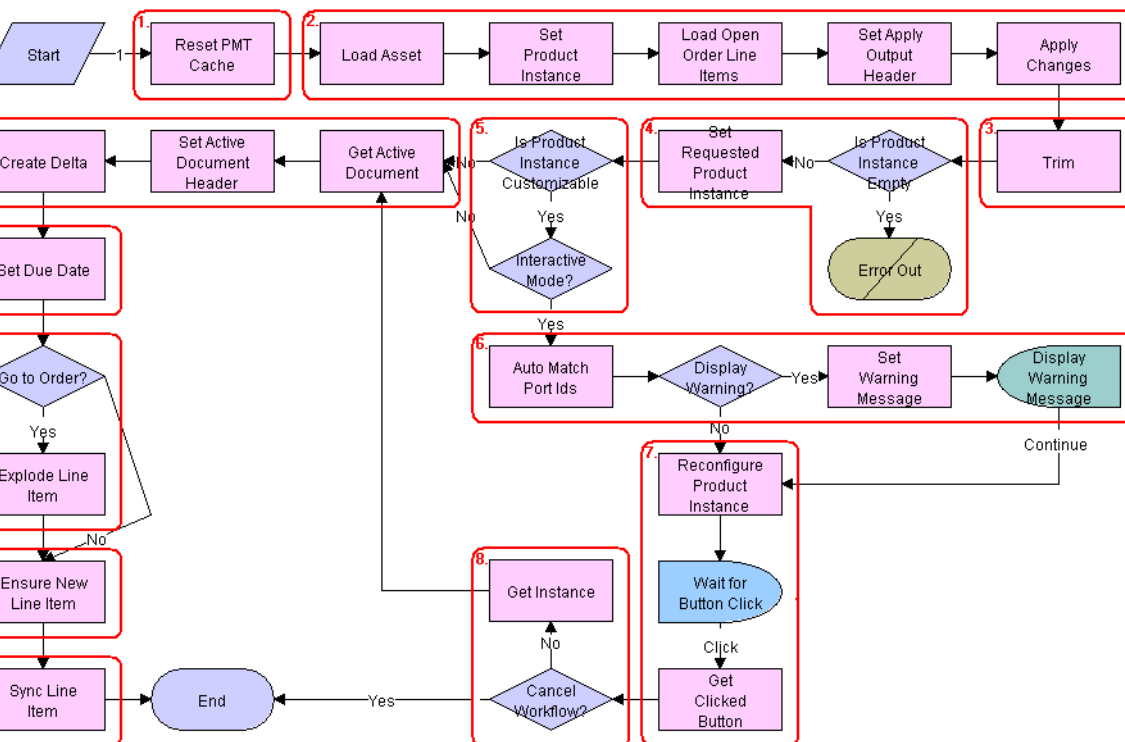 1.
2.
Start
1
Reset PMT
Cache
Load Asset
Set
Product
Instance
Load Open
Order Line
Items
Set Apply
Output
Header
Apply
Changes
5.
4.
3.
Create Delta
Set Active
Document
Header
Get Active
Document
No
Is Product
Instance
Customizable
Set
Requested
Product
Instance
No
Is Product
Instance
Empty
Trim
No
Yes
Yes
Set Due Date
Interactive
Mode?
Error Out
Yes
6.
Go to Order?
Auto Match
Port Ids
Display
Warning?
Yes
Set
Warning
Message
Display
Warning
Message
Yes
No
Continue
7.
Explode Line
Item
Reconfigure
Product
Instance
No
8.
Ensure New
Line Item
Get Instance
Wait for
Button Click
No
Click
Sync Line
Item
End
Yes
Cancel
Workflow?
Get
Clicked
Button